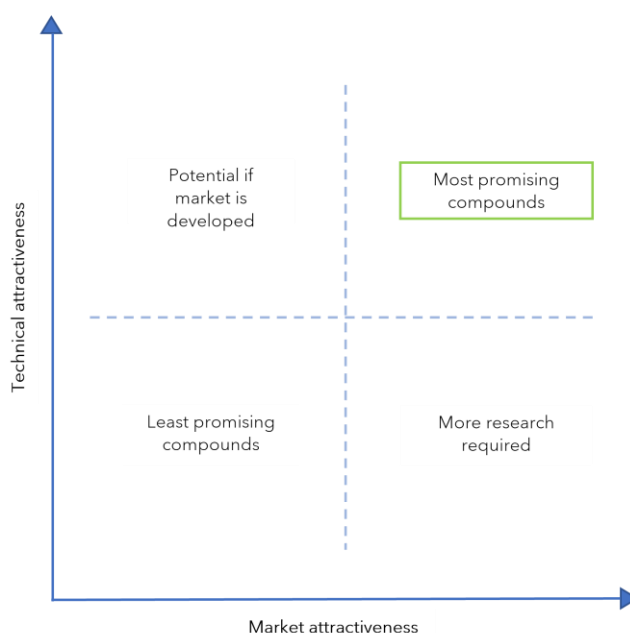 Potential if
market is
developed
Most promising
compounds
Technical attractiveness
Least promising
compounds
More research
required
Market attractiveness